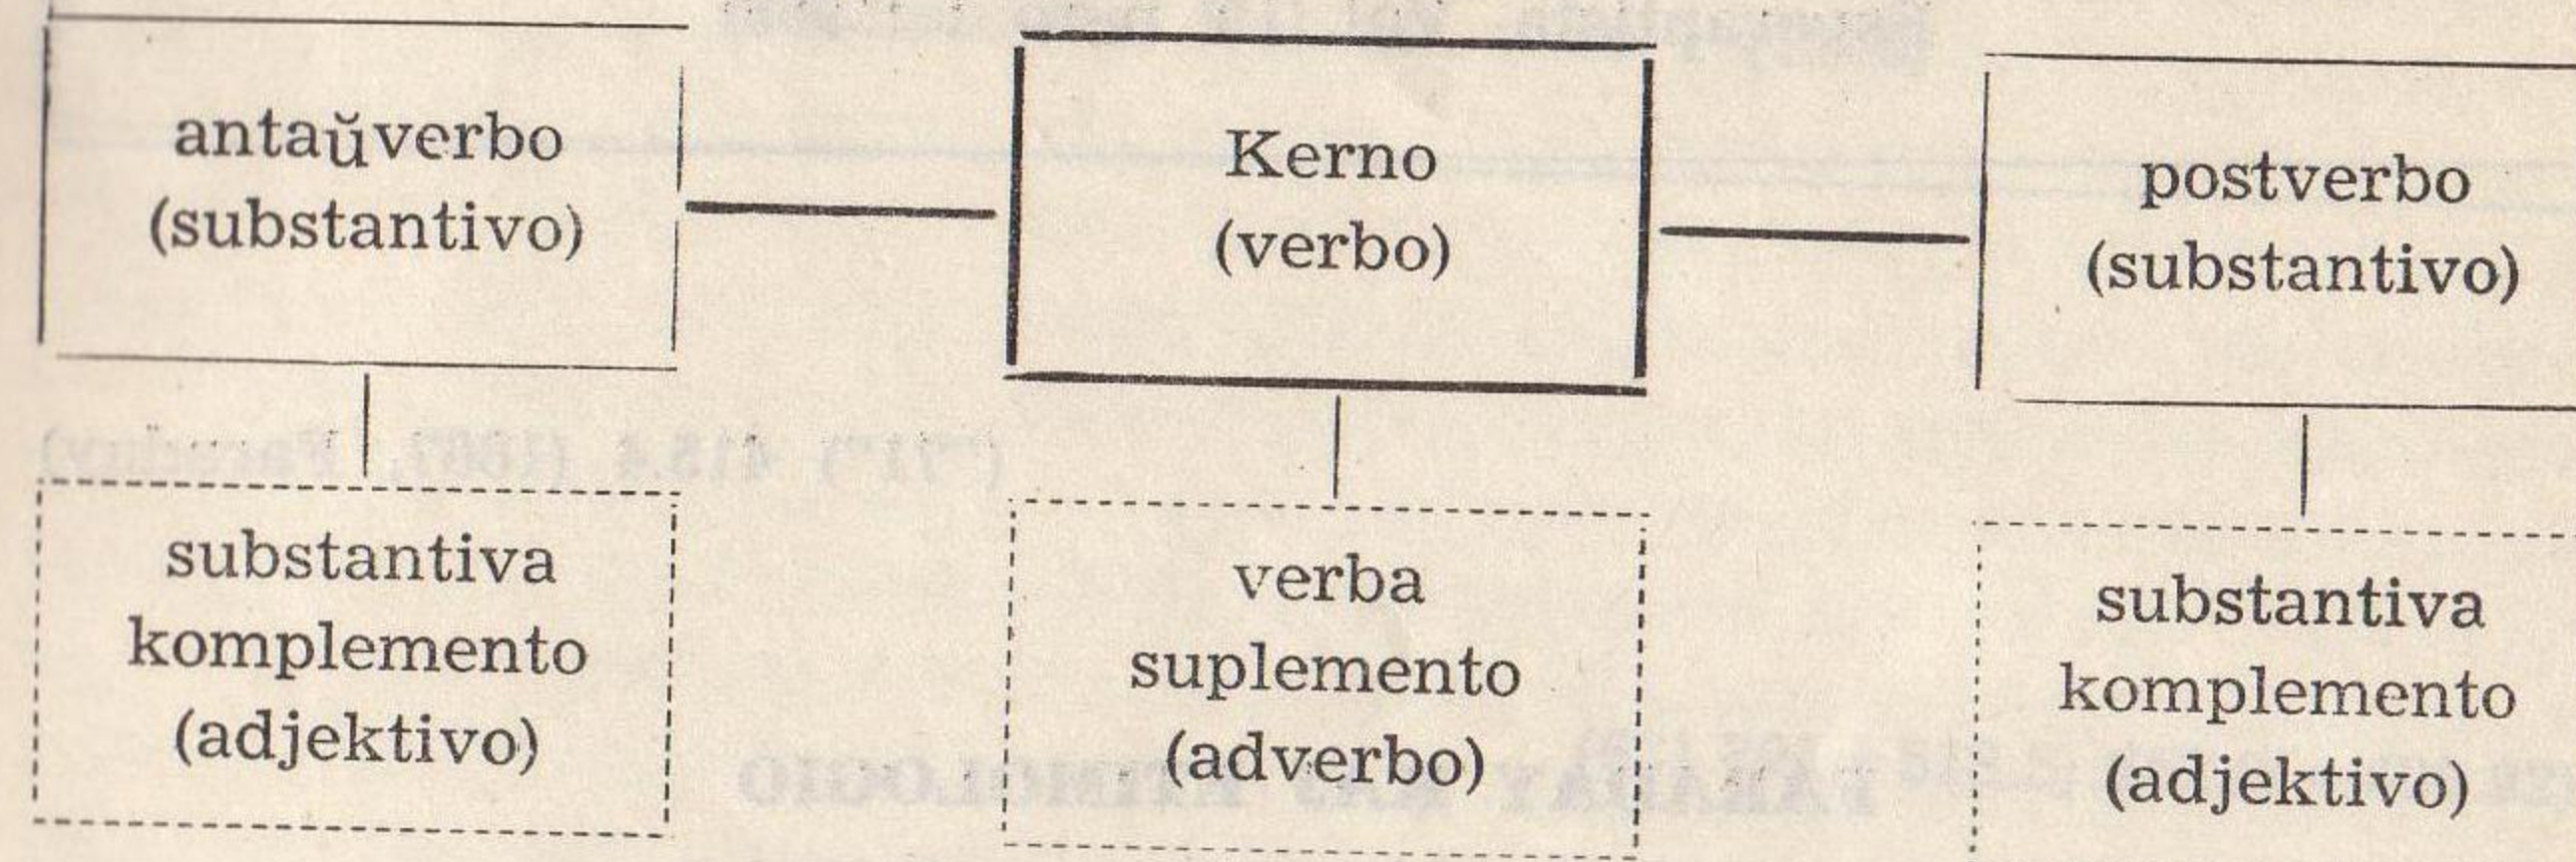 antaŭverbo
(substantivo)
Kerno
(verbo)
postverbo
(substantivo)
substantiva
komplemento
(adjektivo)
verba
suplemento
(adverbo)
substantiva
komplemento
(adjektivo)